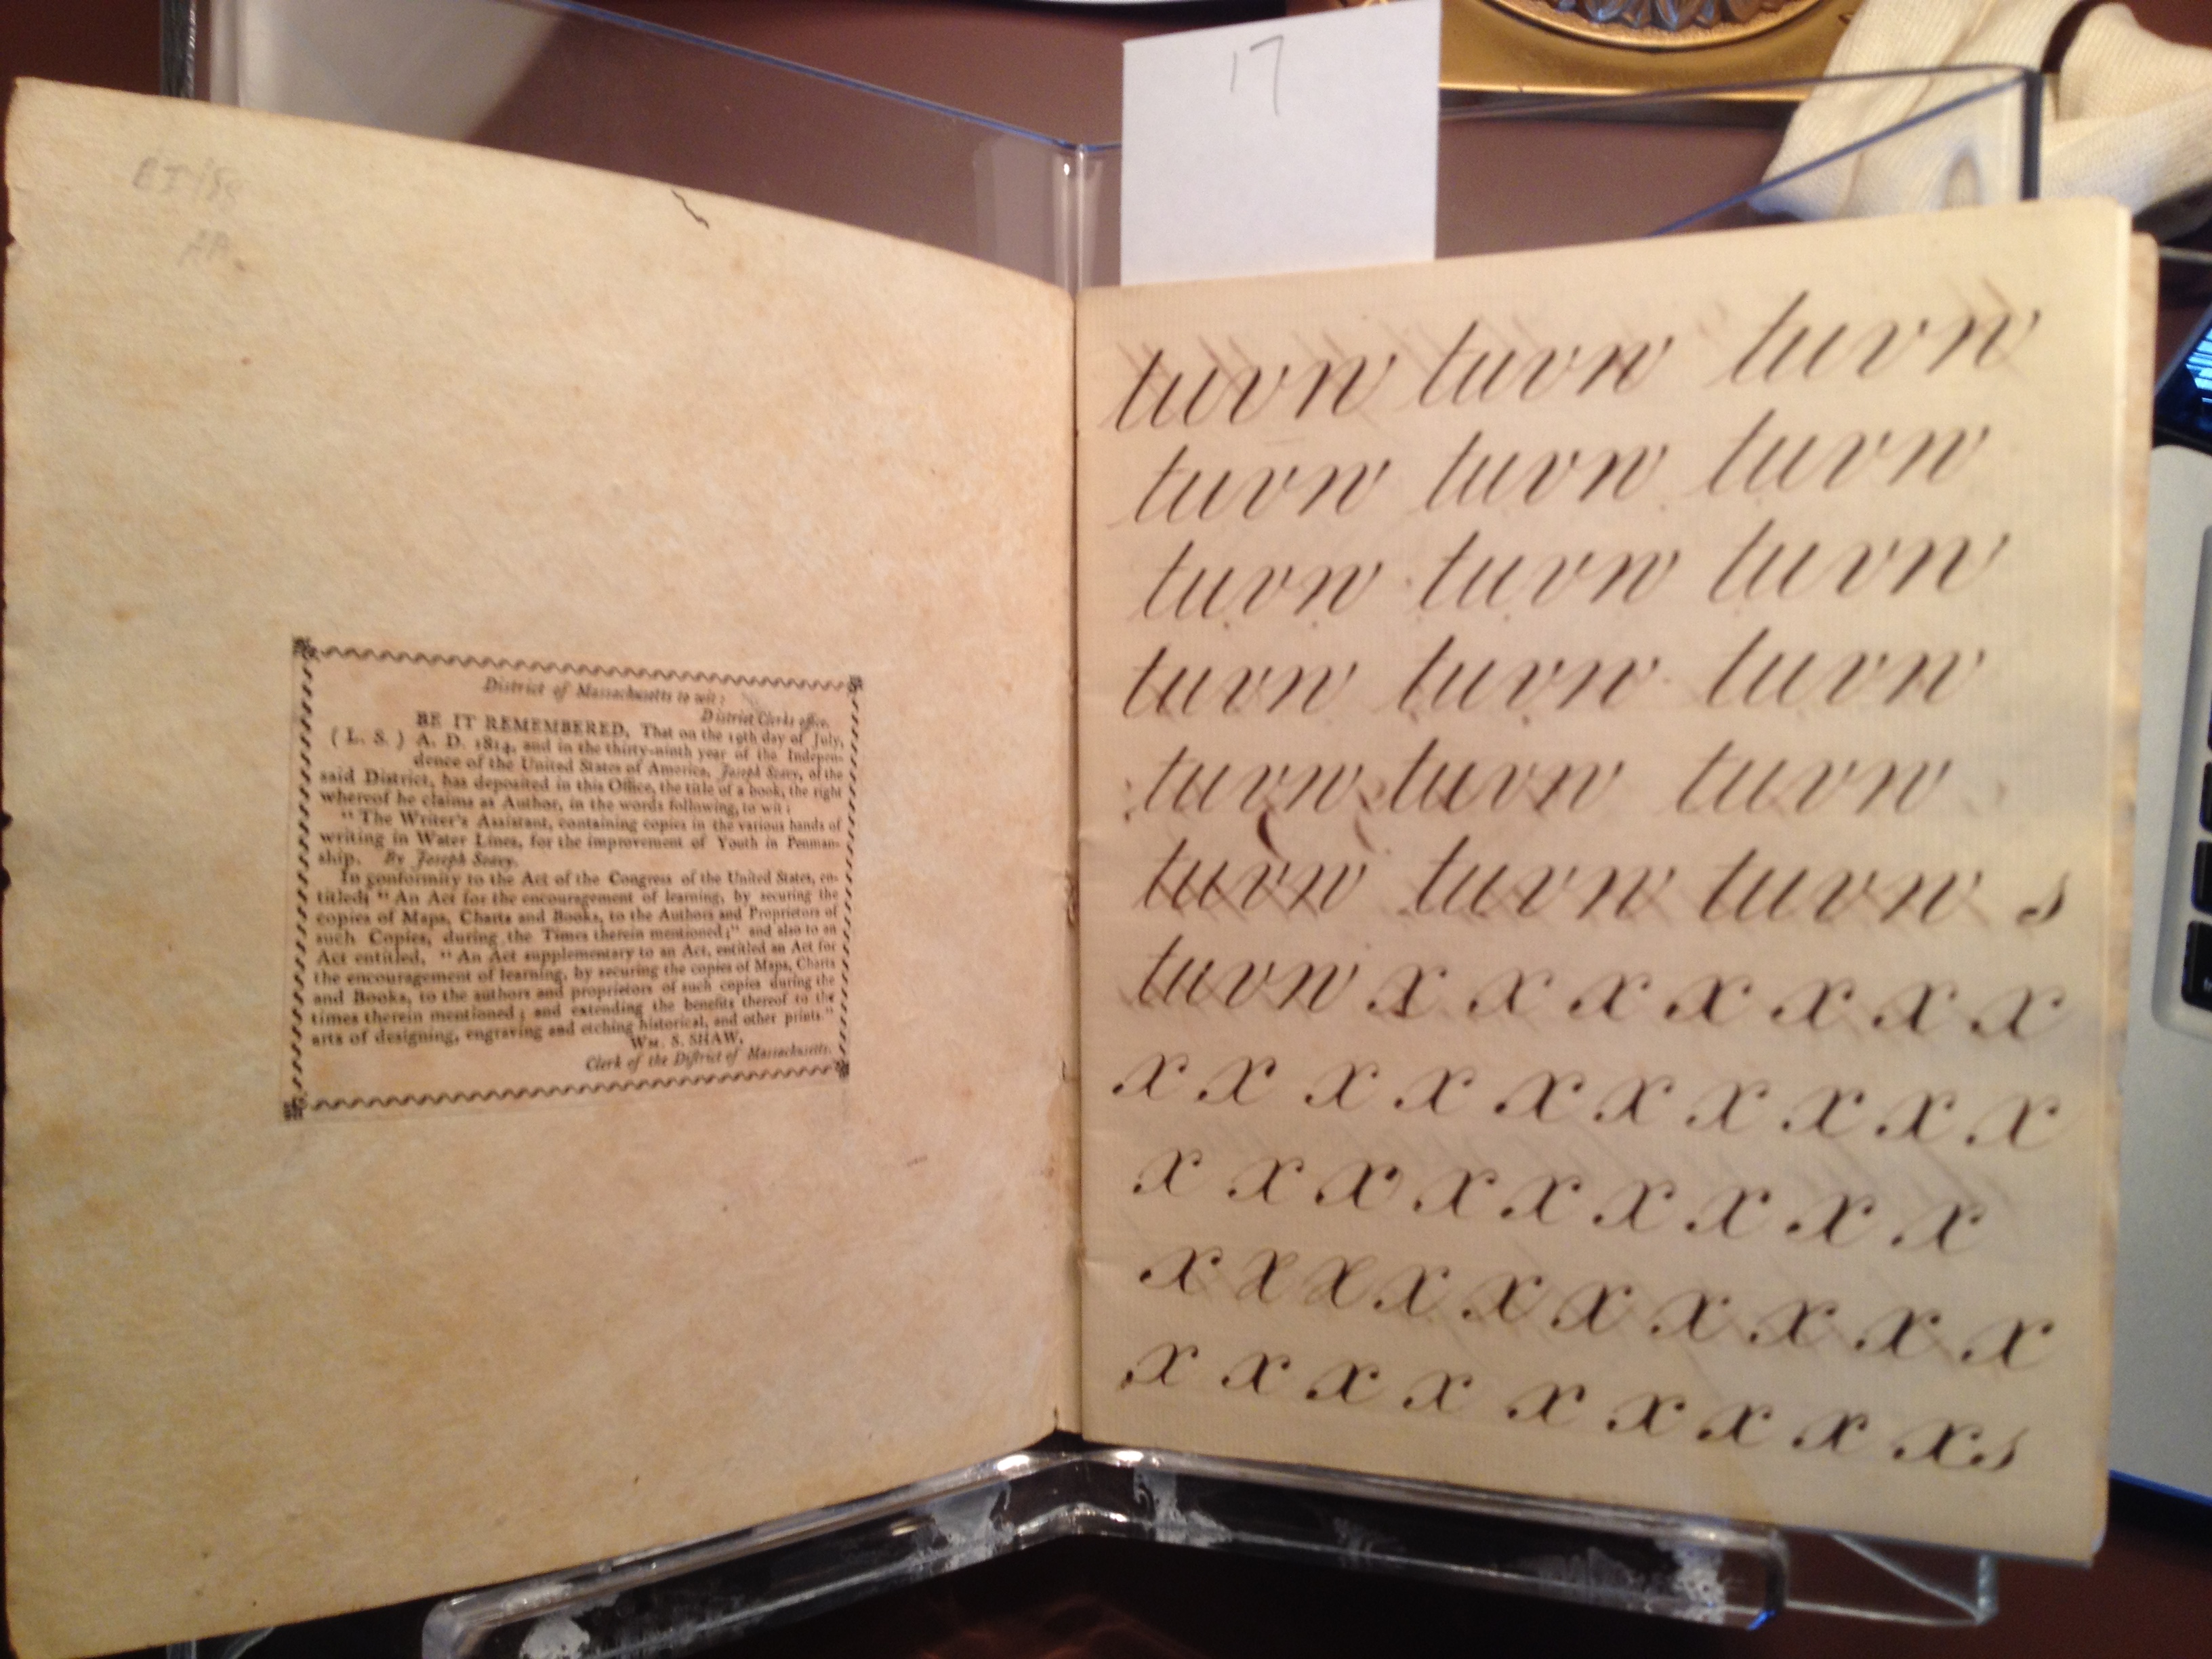 17
District of Massachusetts to wit:
District Clerks office.
BE IT REMEMBERED, That on the 19th day of July,
( L. S. ) A. D. 1814, and in the thirty-ninth year of the Indepen-
dence of the United States of America, Joseph Seavy, of the
said District, has deposited in this Office, the title of a book, the right
whereof he claims as Author, in the words following, to wit:
"The Writer's Assistant, containing copies in the various hands of
writing in Water Lines, for the improvement of Youth in Penman-
ship. By Joseph Seavy.
In conformity to the Act of the Congress of the United States, en-
titled; "An Act for the encouragement of learning, by securing the
copies of Maps, Charts and Books, to the Authors and Proprietors of
such Copies, during the Times therein mentioned;" and also to an
Act entitled, "An Act supplementary to an Act, entitled an Act for
the encouragement of learning, by securing the copies of Maps, Charts
and Books, to the authors and proprietors of such copies during the
times therein mentioned; and extending the benefits thereof to the
arts of designing, engraving and etching historical, and other prints."
WM. S. SHAW,
Clerk of the District of Massachusetts.
tuvw tuvw tuvw
tuvw tuvw tuvw
tuvw tuvw tuvw
tuvw tuvw tuvw
tuvw tuvw tuvw
tuvw tuvw tuvw s
tuvw x x x x x x x
x x x x x x x x x x
x x x x x x x x x
x x x x x x x x x x
x x x x x x x x xs